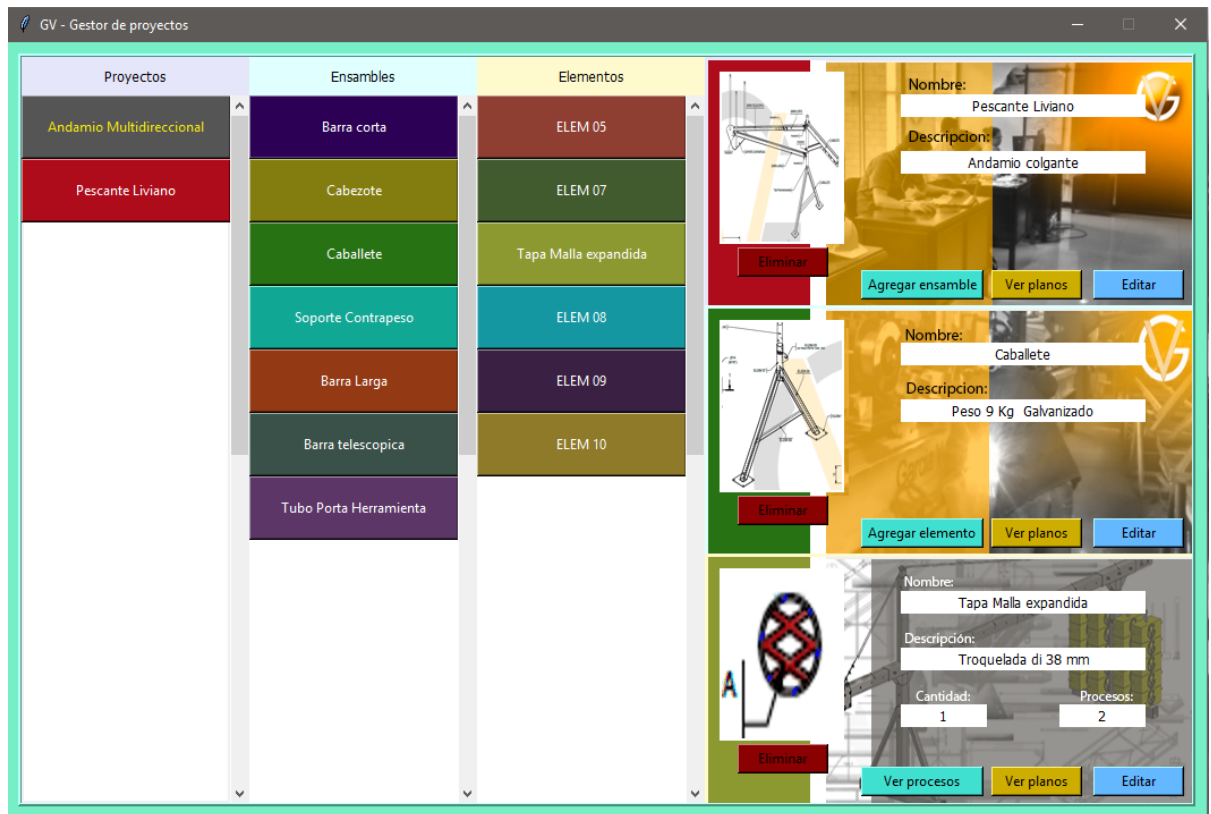 GV - Gestor de proyectos
Proyectos
Ensambles
Elementos
Andamio Multidireccional
Pescante Liviano
Barra corta
Cabezote
Caballete
Soporte Contrapeso
Barra Larga
Barra telescopica
Tubo Porta Herramienta
ELEM 05
ELEM 07
Tapa Malla expandida
ELEM 08
ELEM 09
ELEM 10
Nombre:
Pescante Liviano
Descripcion:
Andamio colgante
Eliminar
Agregar ensamble
Ver planos
Editar
Nombre:
Caballete
Descripcion:
Peso 9 Kg Galvanizado
Eliminar
Agregar elemento
Ver planos
Editar
Nombre:
Tapa Malla expandida
Descripción:
Troquelada di 38 mm
Cantidad:
Procesos:
1
2
A
Eliminar
Ver procesos
Ver planos
Editar